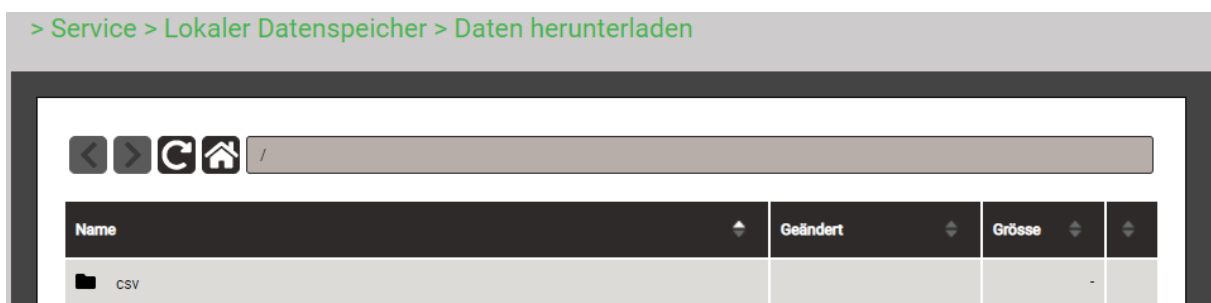 > Service > Lokaler Datenspeicher > Daten herunterladen
/
Name Geändert Grösse
csv -